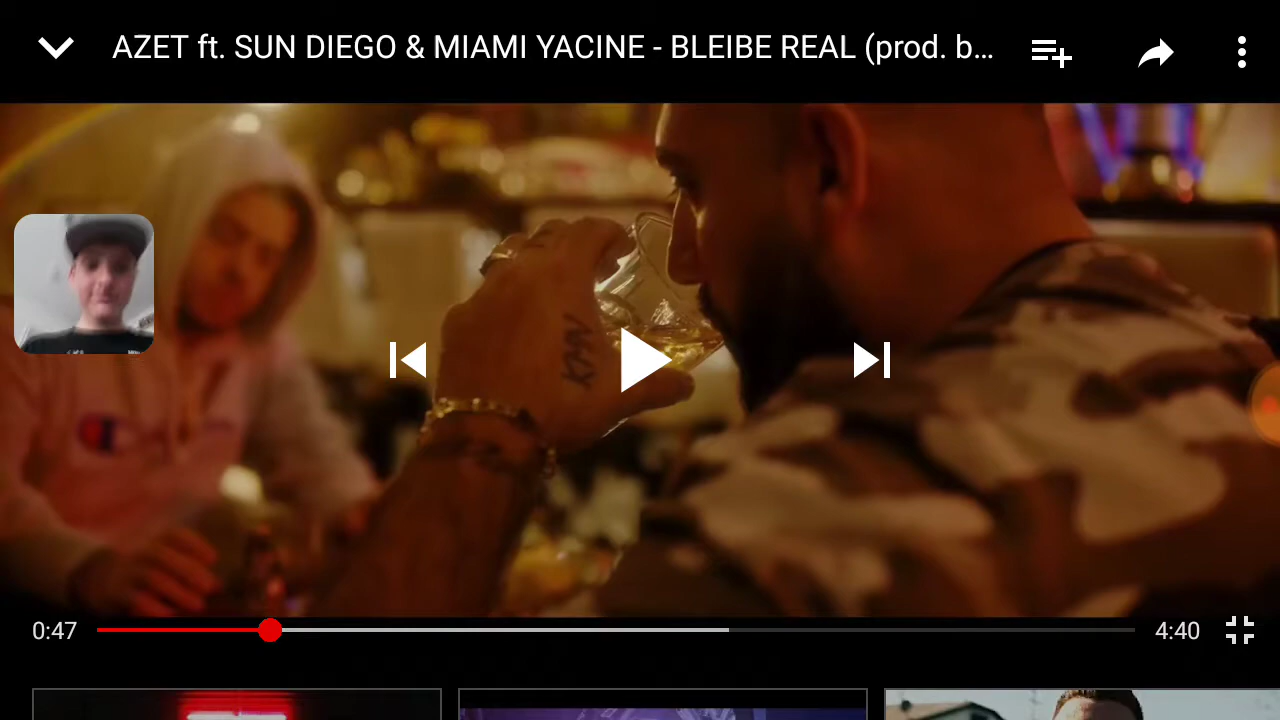 AZET ft. SUN DIEGO & MIAMI YACINE - BLEIBE REAL (prod. b...
0:47
4:40